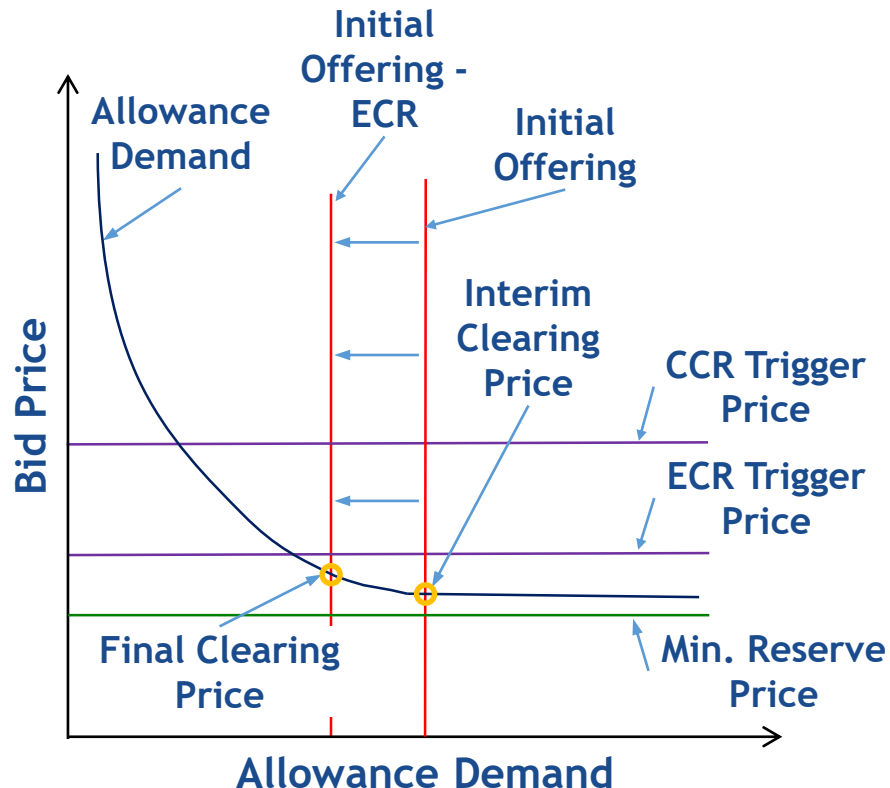 Initial
Offering -
ECR
Allowance
Demand
Initial
Offering
Interim
Clearing
Price
CCR Trigger
Price
ECR Trigger
Price
Bid Price
Final Clearing
Price
Min. Reserve
Price
Allowance Demand